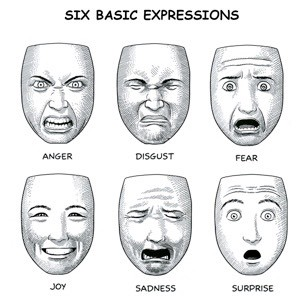 SIX BASIC EXPRESSIONS
ANGER
DISGUST
FEAR
JOY
SADNESS
SURPRISE